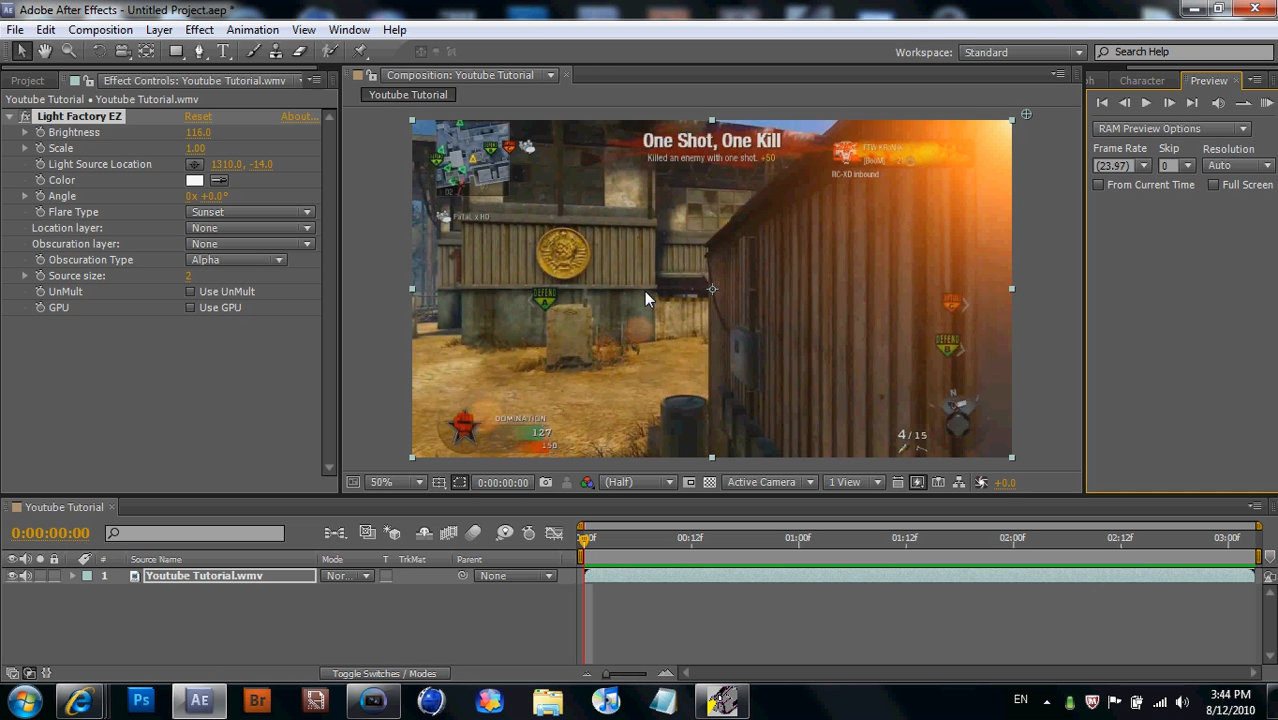 Adobe After Effects - Untitled Project.aep *
File Edit Composition Layer Effect Animation View Window Help
Workspace: Standard Search Help
Project Effect Controls: Youtube Tutorial.wmv Composition: Youtube Tutorial Character Preview
Youtube Tutorial • Youtube Tutorial.wmv
Youtube Tutorial
Light Factory EZ Reset About...
Brightness 116.0
Scale 1.00
Light Source Location 1310.0, -14.0
Color
Angle 0x +0.0°
Flare Type Sunset
Location layer: None
Obscuration layer: None
Obscuration Type Alpha
Source size: 2
UnMult Use UnMult
GPU Use GPU
One Shot, One Kill
Killed an enemy with one shot. +50
RC-XD inbound
FaTaL x HD
DEFEND
A
DEFEND
B
N
DOMINATION
127
150
4/15
RAM Preview Options
Frame Rate Skip Resolution
(23.97) 0 Auto
From Current Time Full Screen
50% 0:00:00:00 (Half) Active Camera 1 View +0.0
Youtube Tutorial
0:00:00:00
00:12f 01:00f 01:12f 02:00f 02:12f 03:00f
# Source Name Mode T TrkMat Parent
1 Youtube Tutorial.wmv Nor... None
Toggle Switches / Modes
Ps AE Br EN 3:44 PM
8/12/2010